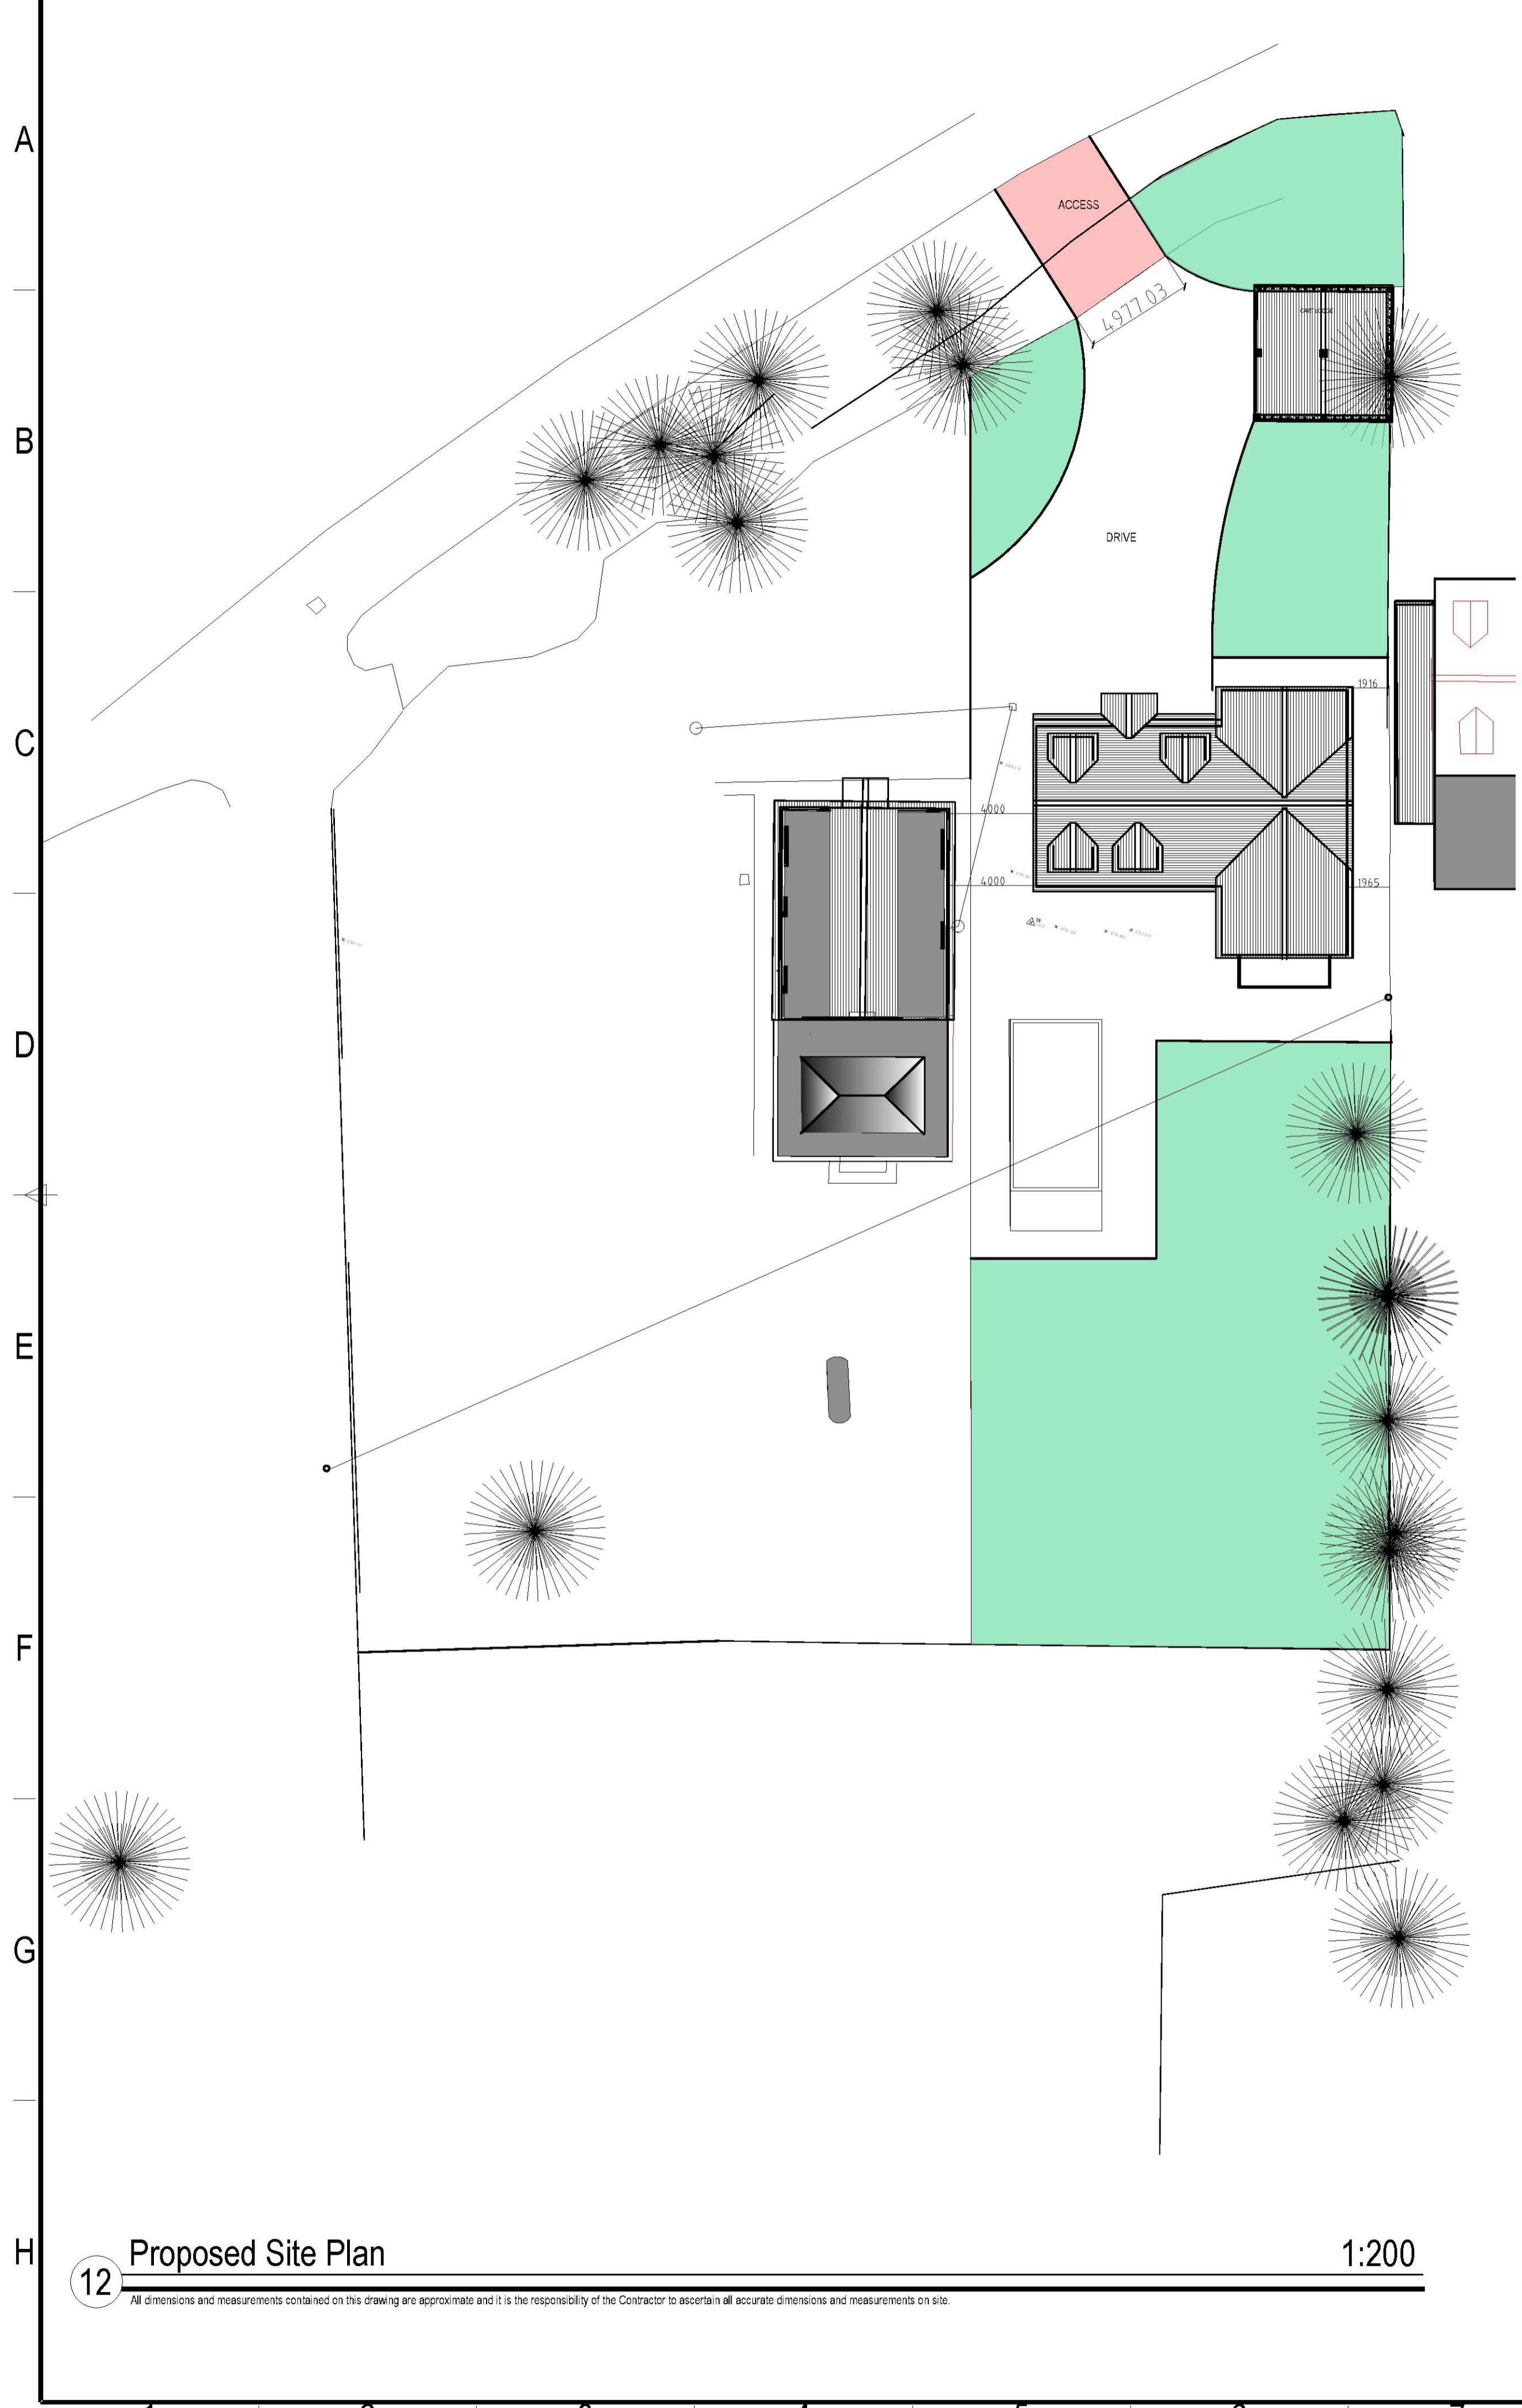 A
ACCESS
4977.03
CART LODGE
B
DRIVE
1916
C
4000
4000
1965
D
E
F
G
H
Proposed Site Plan
1:200
12
All dimensions and measurements contained on this drawing are approximate and it is the responsibility of the Contractor to ascertain all accurate dimensions and measurements on site.